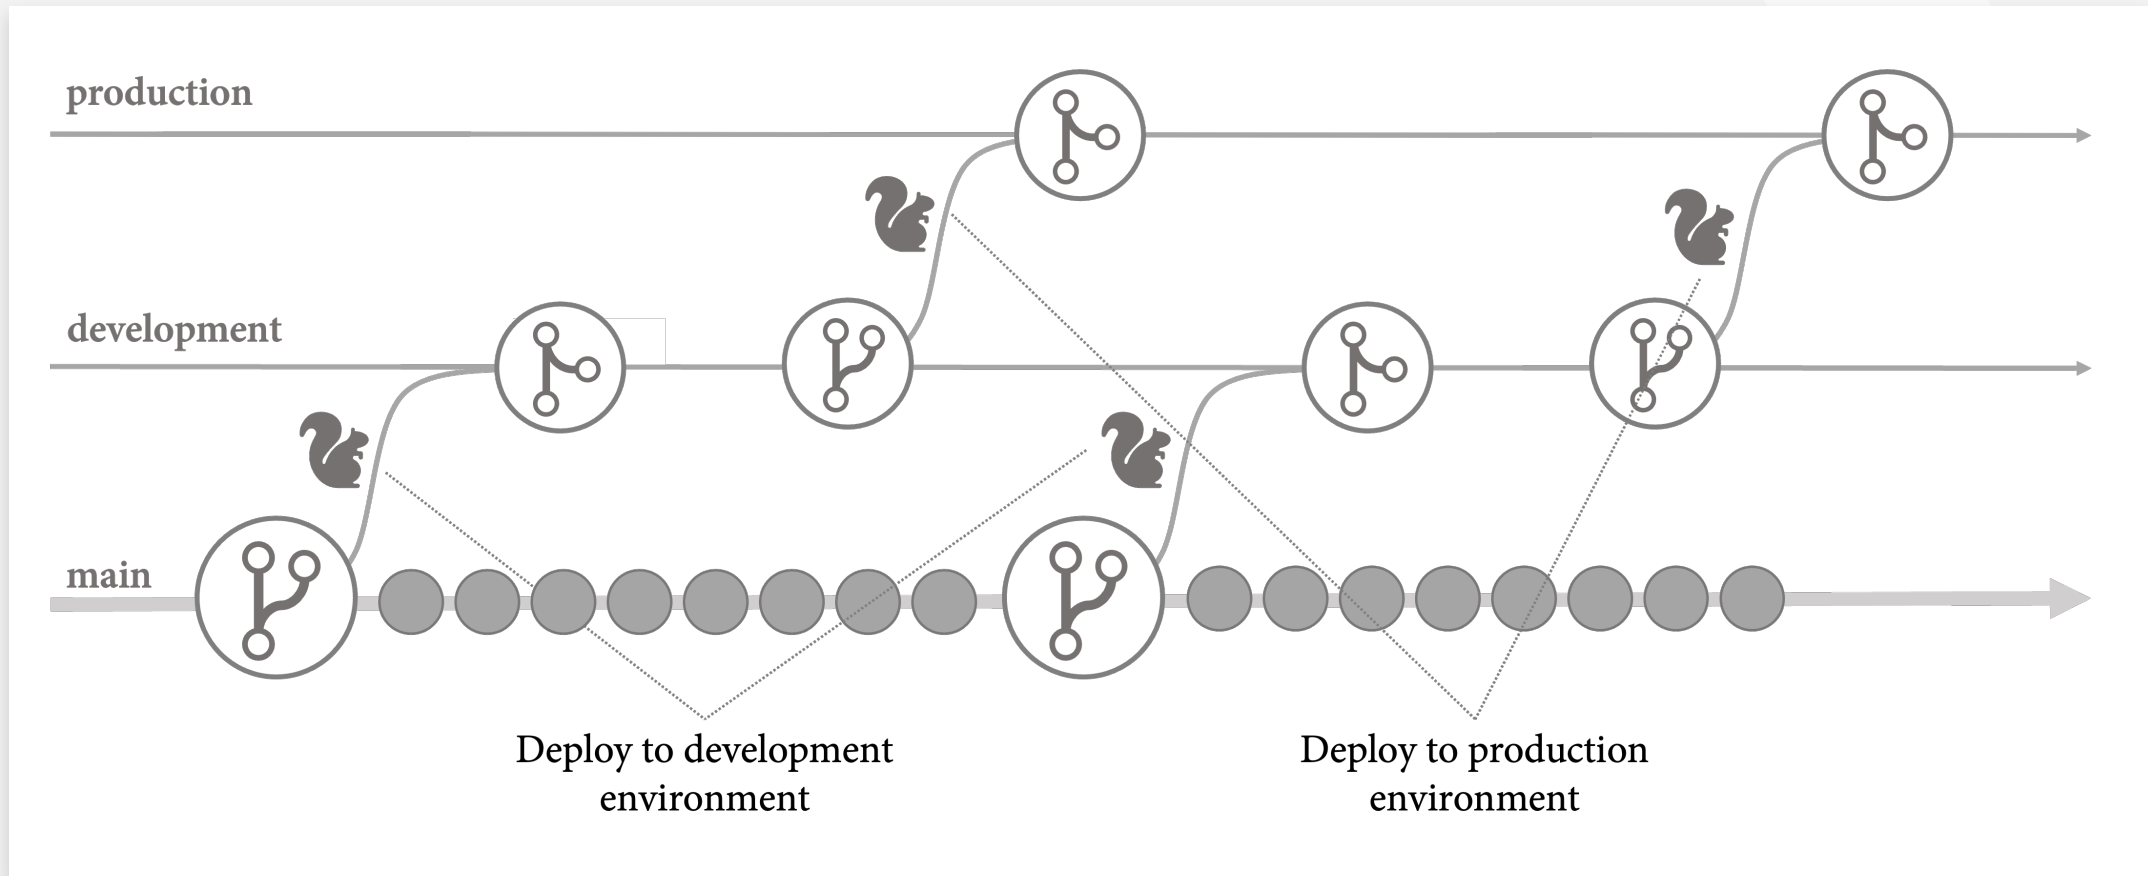 production
development
main
Deploy to development
environment
Deploy to production
environment